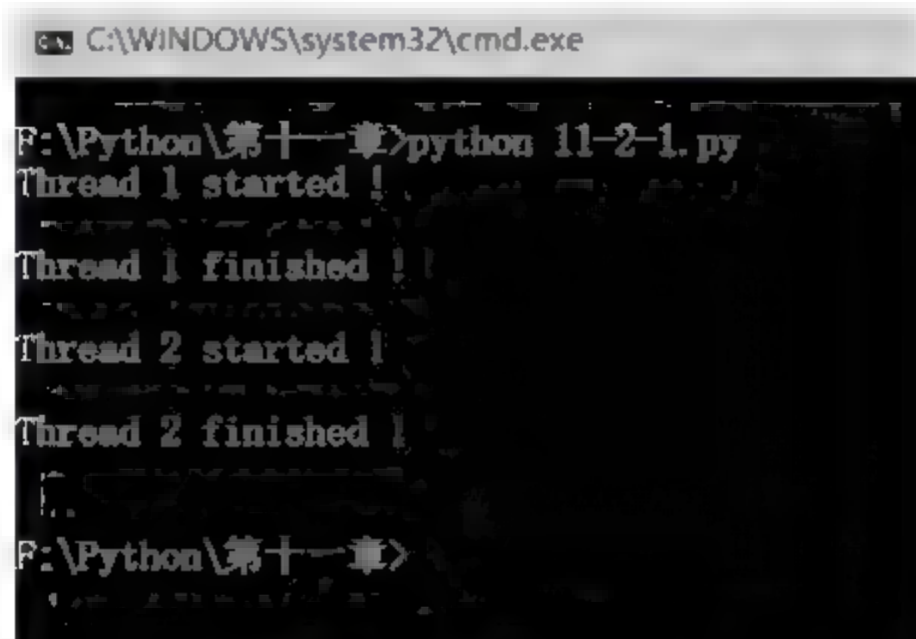 C:\WINDOWS\system32\cmd.exe
F:\Python\第十一章>python 11-2-1.py
Thread 1 started !
Thread 1 finished !
Thread 2 started !
Thread 2 finished !
F:\Python\第十一章>